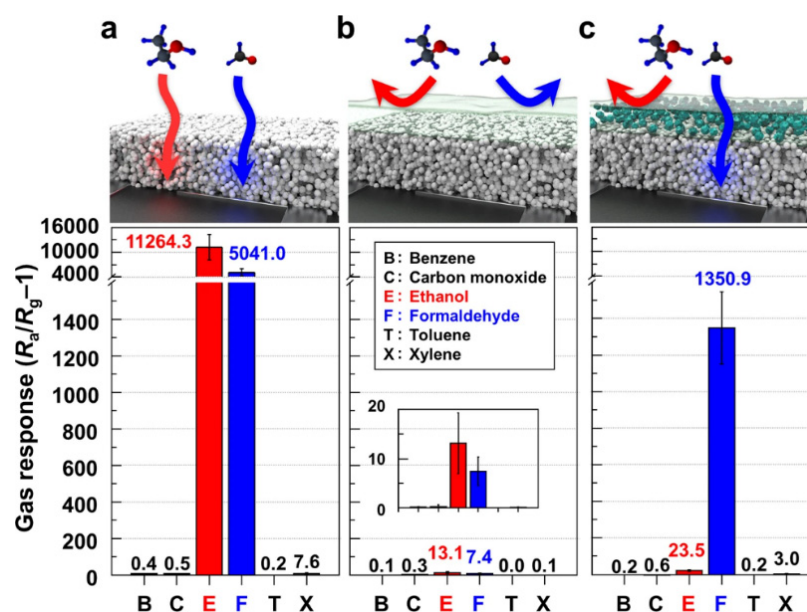 a
b
c
Gas response (Ra/Rg–1)
16000
10000
4000
1400
1200
1000
800
600
400
200
0
11264.3
5041.0
0.4
0.5
0.2
7.6
B C E F T X
B : Benzene
C : Carbon monoxide
E : Ethanol
F : Formaldehyde
T : Toluene
X : Xylene
20
10
0
0.1
0.3
13.1
7.4
0.0
0.1
B C E F T X
1350.9
0.2
0.6
23.5
0.2
3.0
B C E F T X